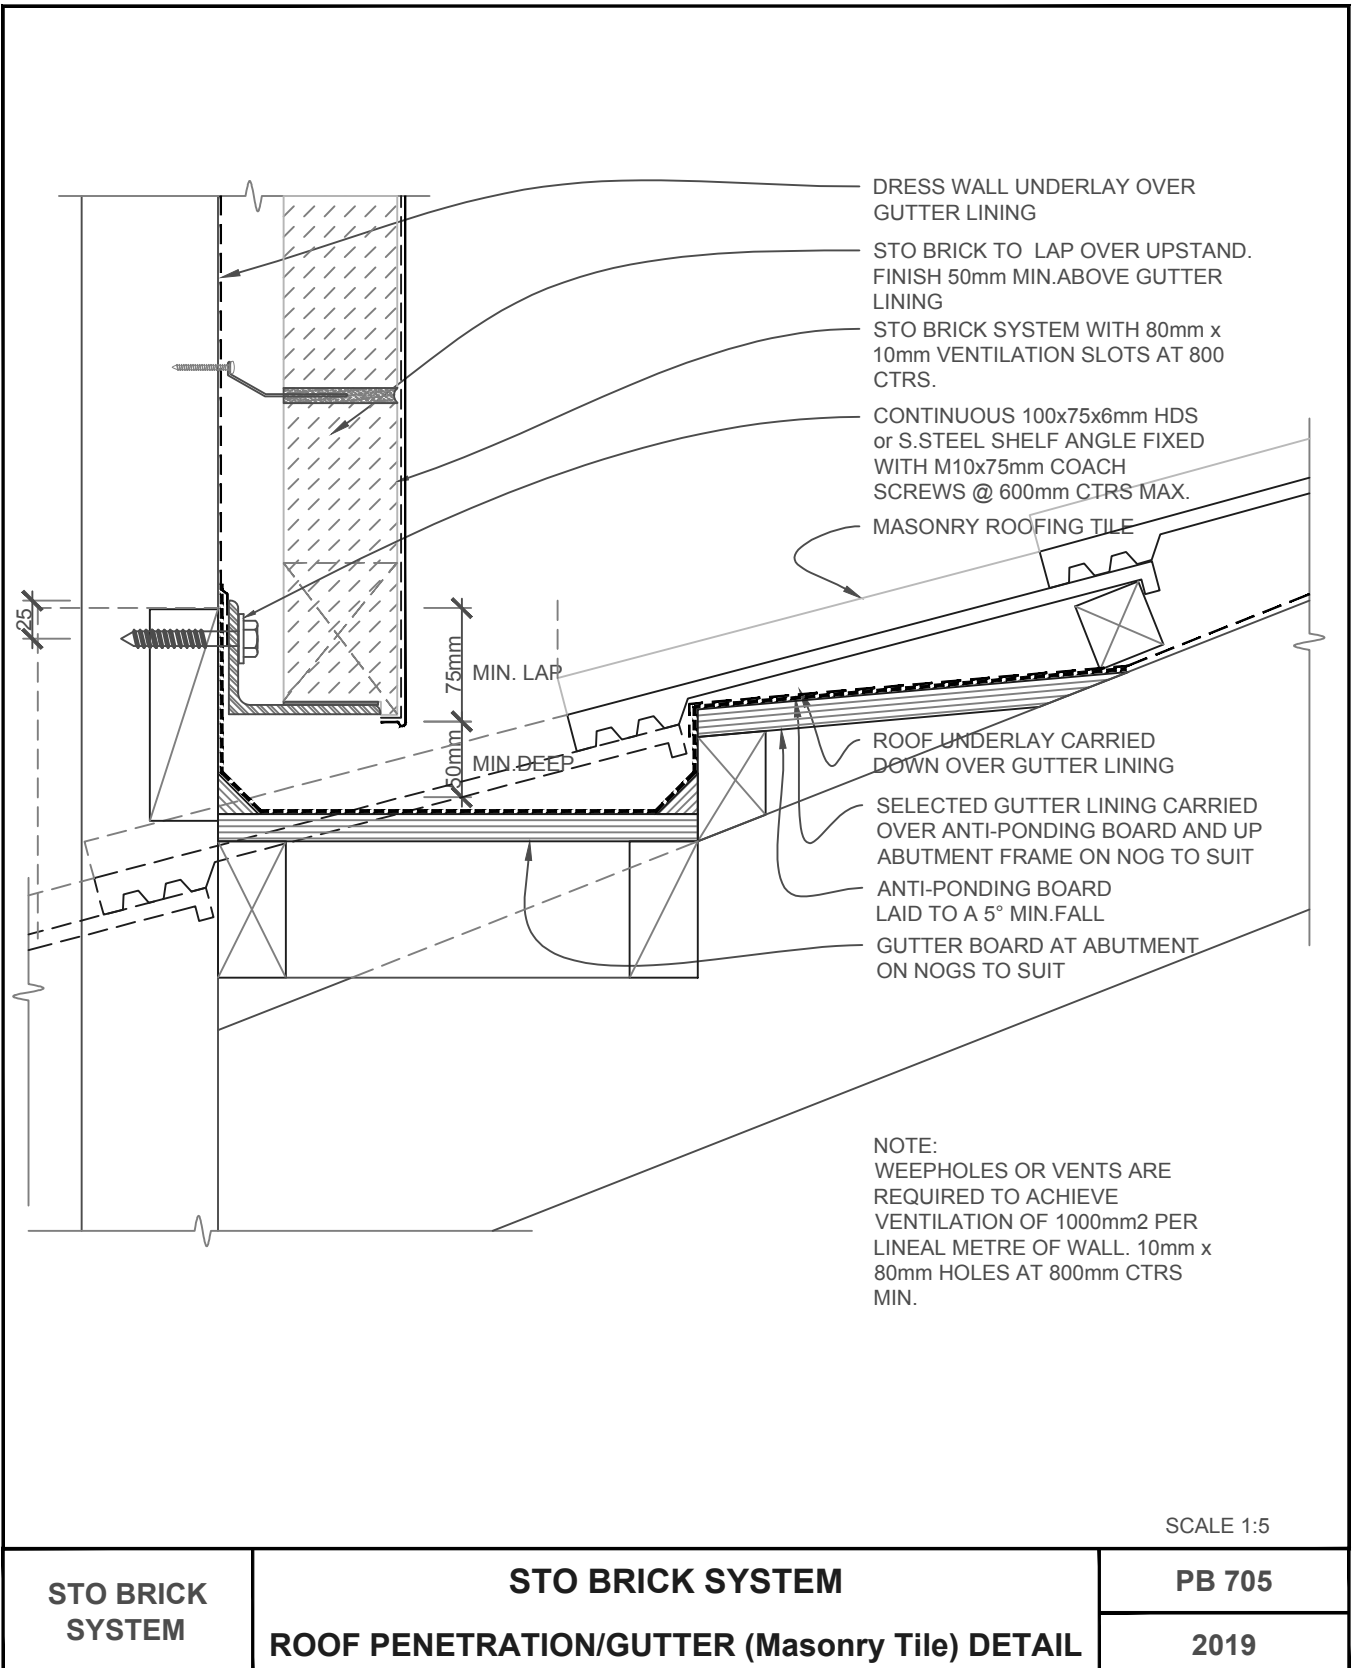 DRESS WALL UNDERLAY OVER
GUTTER LINING
STO BRICK TO LAP OVER UPSTAND.
FINISH 50mm MIN.ABOVE GUTTER
LINING
STO BRICK SYSTEM WITH 80mm x
10mm VENTILATION SLOTS AT 800
CTRS.
CONTINUOUS 100x75x6mm HDS
or S.STEEL SHELF ANGLE FIXED
WITH M10x75mm COACH
SCREWS @ 600mm CTRS MAX.
MASONRY ROOFING TILE
25
75mm
MIN. LAP
50mm
MIN.DEEP
ROOF UNDERLAY CARRIED
DOWN OVER GUTTER LINING
SELECTED GUTTER LINING CARRIED
OVER ANTI-PONDING BOARD AND UP
ABUTMENT FRAME ON NOG TO SUIT
ANTI-PONDING BOARD
LAID TO A 5° MIN.FALL
GUTTER BOARD AT ABUTMENT
ON NOGS TO SUIT
NOTE:
WEEPHOLES OR VENTS ARE
REQUIRED TO ACHIEVE
VENTILATION OF 1000mm2 PER
LINEAL METRE OF WALL. 10mm x
80mm HOLES AT 800mm CTRS
MIN.
SCALE 1:5
STO BRICK
SYSTEM
STO BRICK SYSTEM
ROOF PENETRATION/GUTTER (Masonry Tile) DETAIL
PB 705
2019